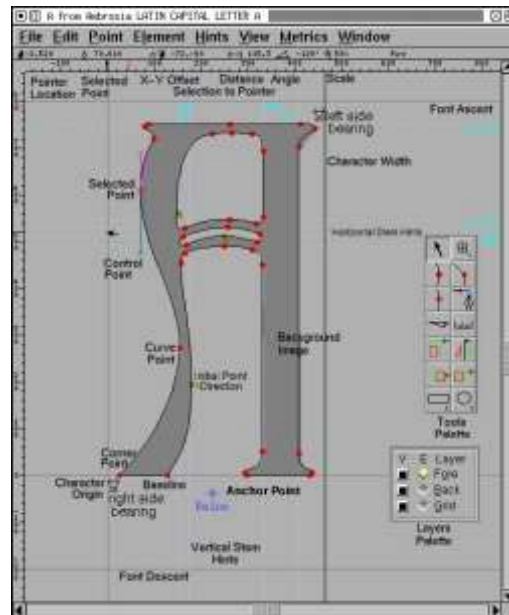 A from Ambrosia LATIN CAPITAL LETTER A
File Edit Point Element Hints View Metrics Window
Pointer Location
Selected Point
X-Y Offset
Distance Angle
Selection to Pointer
Scale
Font Ascent
left side bearing
Character Width
Selected Point
Horizontal Stem Hints
Control Point
Curve Point
Background Image
Initial Point
Direction
Tools Palette
Corner Point
V E Layer
Fore
Back
Grid
Character Origin
Baseline
Anchor Point
right side bearing
Layers Palette
Vertical Stem Hints
Font Descent